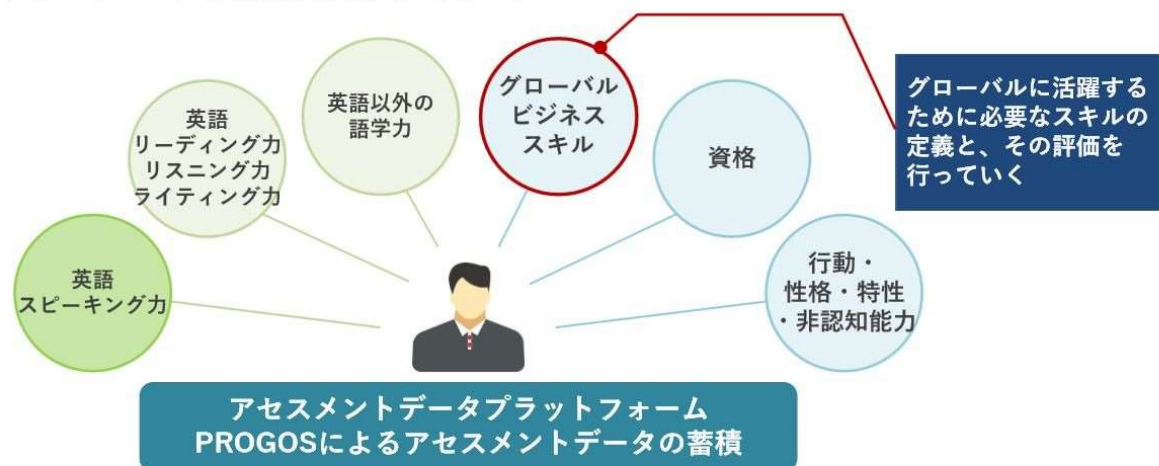 英語
スピーキング力
英語
リーディング力
リスニング力
ライティング力
英語以外の
語学力
グローバル
ビジネス
スキル
資格
行動・
性格・特性
・非認知能力
グローバルに活躍する
ために必要なスキルの
定義と、その評価を
行っていく
アセスメントデータプラットフォーム
PROGOSによるアセスメントデータの蓄積